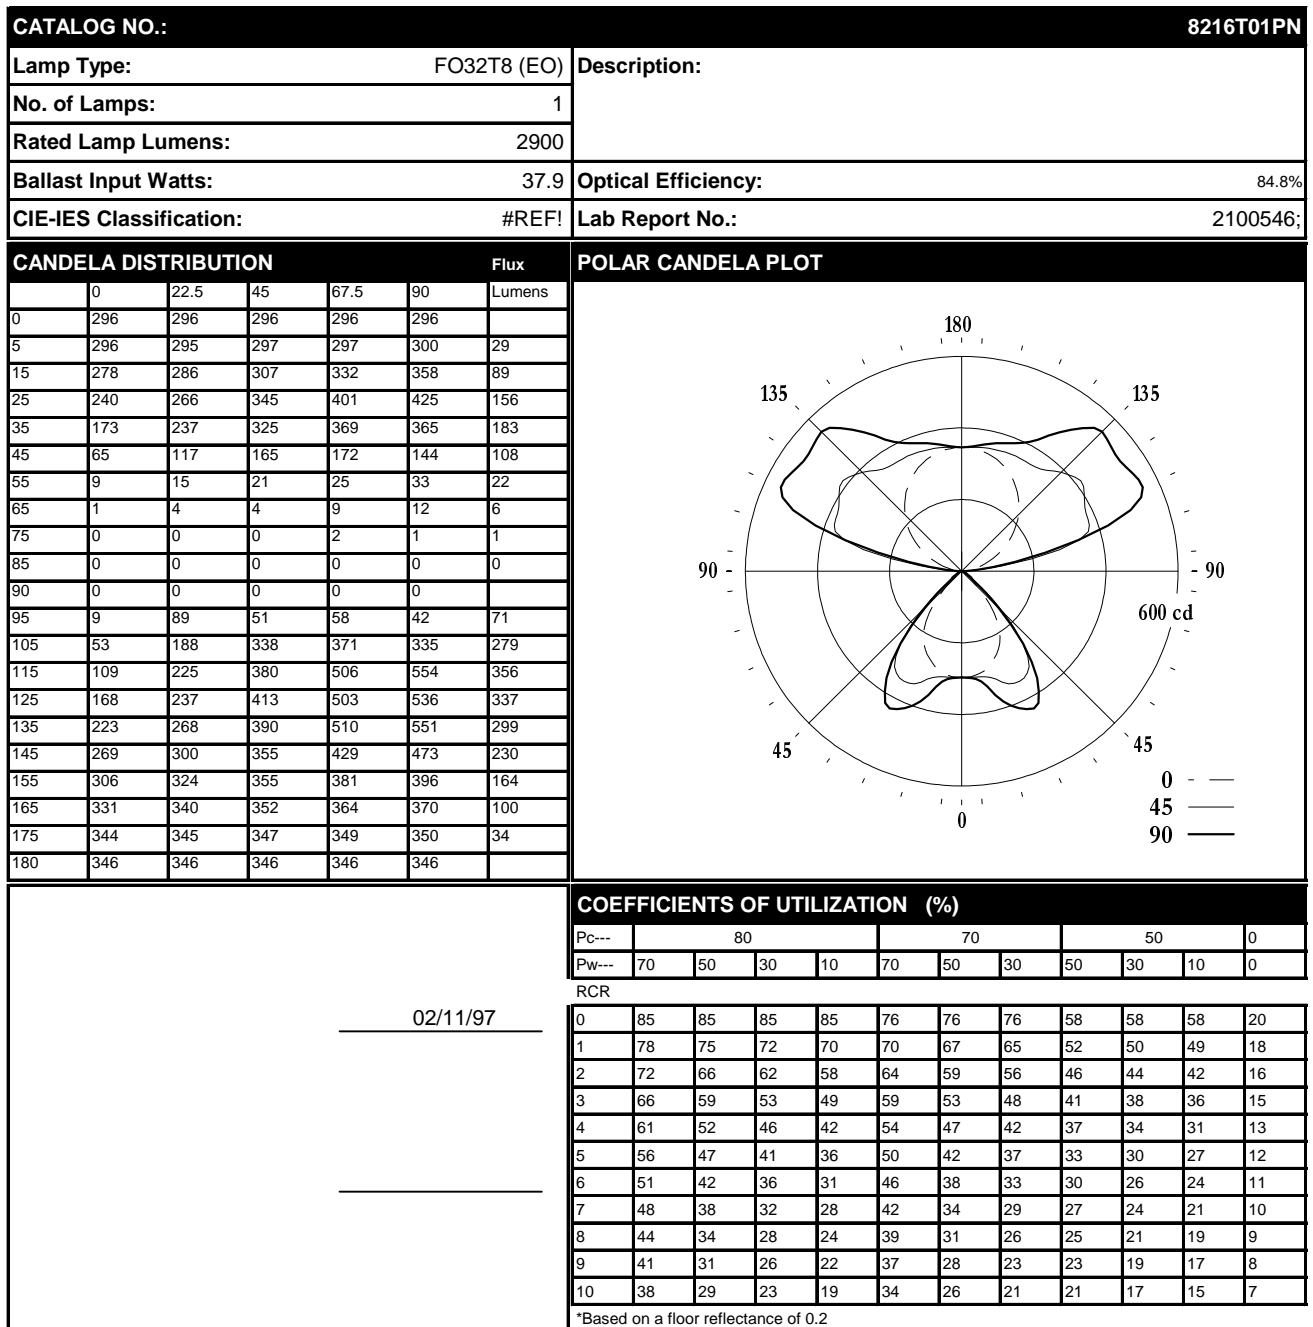 CATALOG NO.: 8216T01PN
Lamp Type: FO32T8 (EO) Description:
No. of Lamps: 1
Rated Lamp Lumens: 2900
Ballast Input Watts: 37.9 Optical Efficiency: 84.8%
CIE-IES Classification: #REF! Lab Report No.: 2100546;
CANDELA DISTRIBUTION Flux
0 22.5 45 67.5 90 Lumens
0 296 296 296 296 296
5 296 295 297 297 300 29
15 278 286 307 332 358 89
25 240 266 345 401 425 156
35 173 237 325 369 365 183
45 65 117 165 172 144 108
55 9 15 21 25 33 22
65 1 4 4 9 12 6
75 0 0 0 2 1 1
85 0 0 0 0 0 0
90 0 0 0 0 0
95 9 89 51 58 42 71
105 53 188 338 371 335 279
115 109 225 380 506 554 356
125 168 237 413 503 536 337
135 223 268 390 510 551 299
145 269 300 355 429 473 230
155 306 324 355 381 396 164
165 331 340 352 364 370 100
175 344 345 347 349 350 34
180 346 346 346 346 346
POLAR CANDELA PLOT
180
135 135
90 90
600 cd
45 45
0
0
45
90
02/11/97
COEFFICIENTS OF UTILIZATION (%)
Pc--- 80 70 50 0
Pw--- 70 50 30 10 70 50 30 50 30 10 0
RCR
0 85 85 85 85 76 76 76 58 58 58 20
1 78 75 72 70 70 67 65 52 50 49 18
2 72 66 62 58 64 59 56 46 44 42 16
3 66 59 53 49 59 53 48 41 38 36 15
4 61 52 46 42 54 47 42 37 34 31 13
5 56 47 41 36 50 42 37 33 30 27 12
6 51 42 36 31 46 38 33 30 26 24 11
7 48 38 32 28 42 34 29 27 24 21 10
8 44 34 28 24 39 31 26 25 21 19 9
9 41 31 26 22 37 28 23 23 19 17 8
10 38 29 23 19 34 26 21 21 17 15 7
*Based on a floor reflectance of 0.2